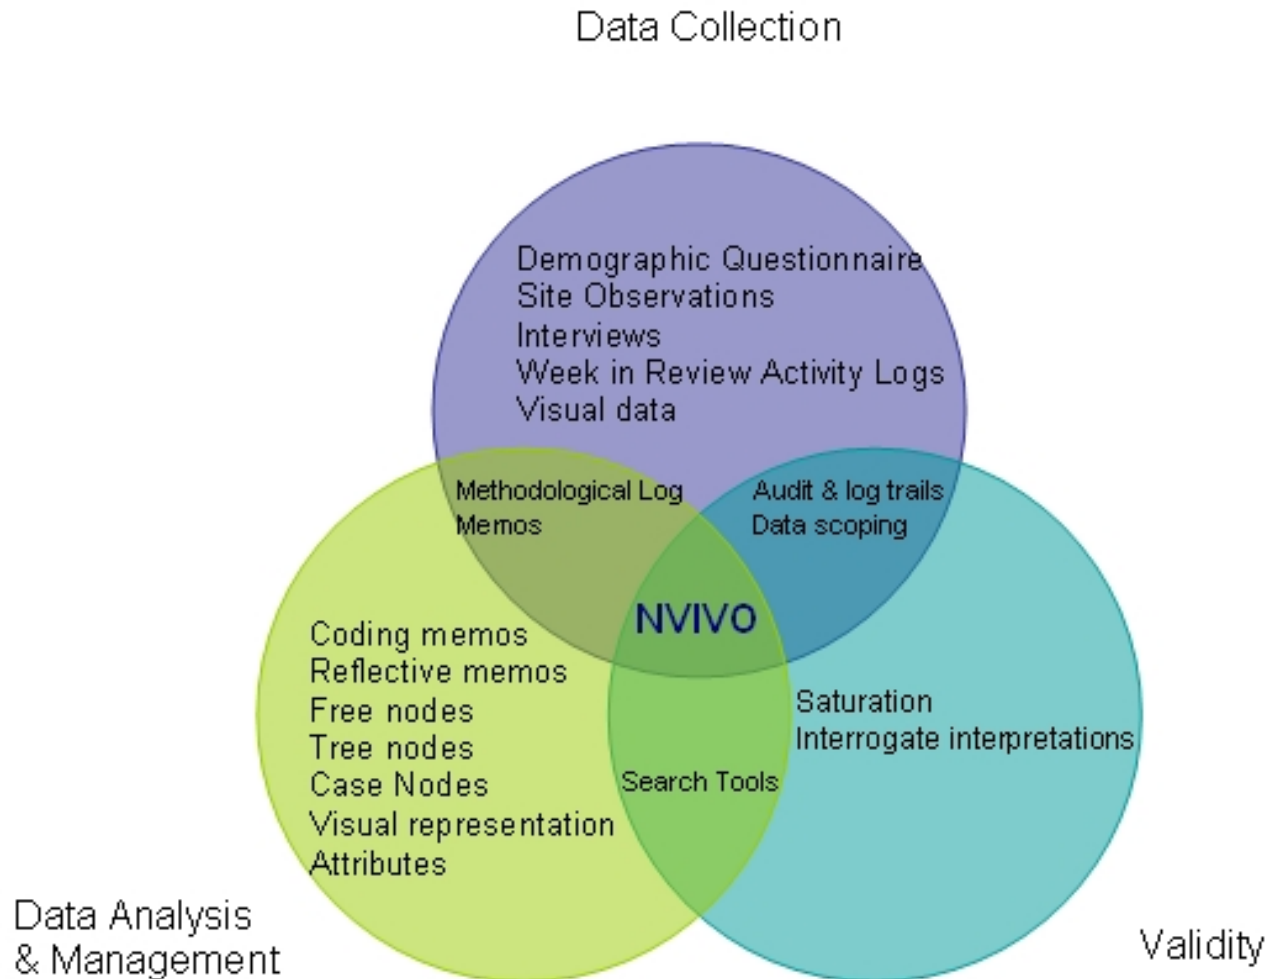 Data Collection
Demographic Questionnaire
Site Observations
Interviews
Week in Review Activity Logs
Visual data
Methodological Log
Memos
Audit & log trails
Data scoping
NVIVO
Coding memos
Reflective memos
Free nodes
Tree nodes
Case Nodes
Visual representation
Attributes
Saturation
Interrogate interpretations
Search Tools
Data Analysis
& Management
Validity